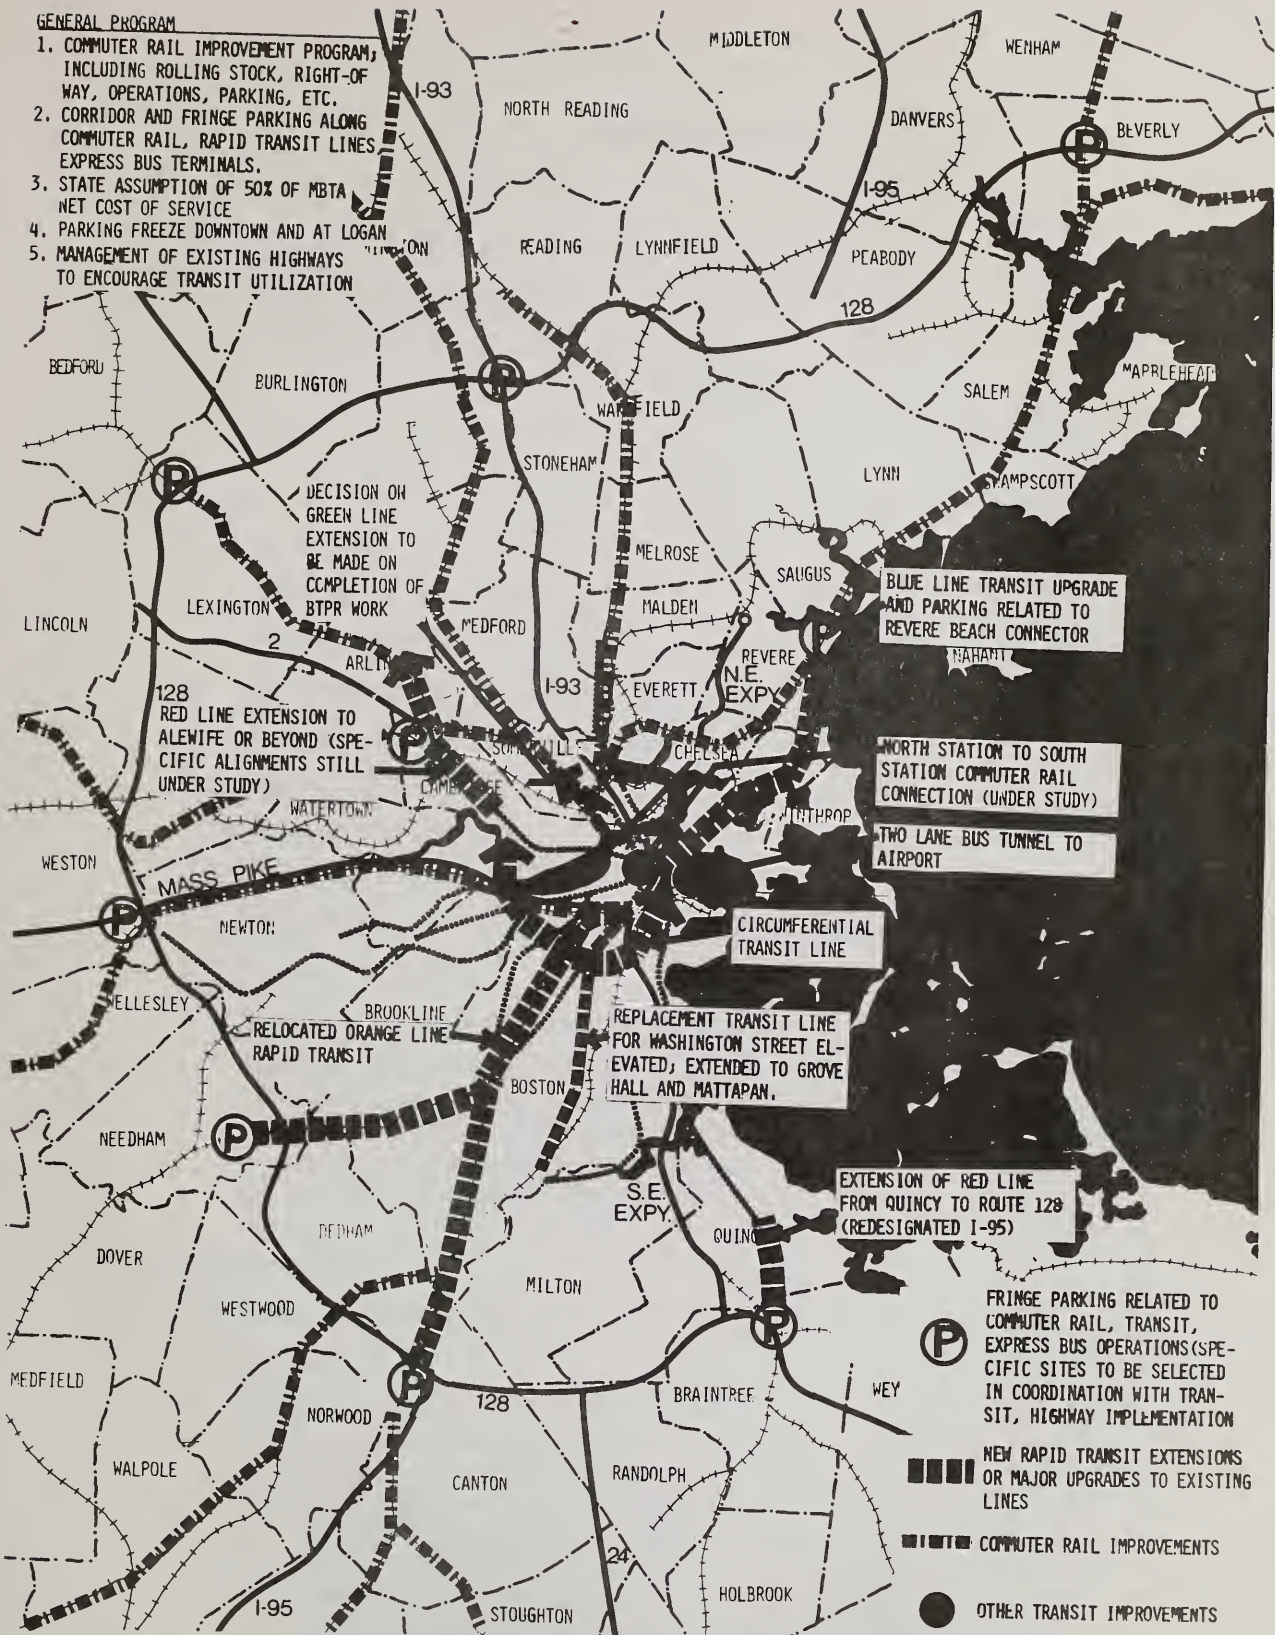 GENERAL PROGRAM
1. COMMUTER RAIL IMPROVEMENT PROGRAM,
INCLUDING ROLLING STOCK, RIGHT-OF
WAY, OPERATIONS, PARKING, ETC.
2. CORRIDOR AND FRINGE PARKING ALONG
COMMUTER RAIL, RAPID TRANSIT LINES,
EXPRESS BUS TERMINALS.
3. STATE ASSUMPTION OF 50% OF MBTA
NET COST OF SERVICE
4. PARKING FREEZE DOWNTOWN AND AT LOGAN
5. MANAGEMENT OF EXISTING HIGHWAYS
TO ENCOURAGE TRANSIT UTILIZATION
I-93
MIDDLETON
WENHAM
NORTH READING
DANVERS
P
BEVERLY
I-95
READING
LYNNFIELD
PEABODY
128
BEDFORD
BURLINGTON
P
WAKEFIELD
SALEM
MARBLEHEAD
P
STONEHAM
LYNN
SWAMPSCOTT
DECISION ON
GREEN LINE
EXTENSION TO
BE MADE ON
COMPLETION OF
BTPR WORK
MELROSE
SAUGUS
BLUE LINE TRANSIT UPGRADE
AND PARKING RELATED TO
REVERE BEACH CONNECTOR
NAHANT
LINCOLN
LEXINGTON
2
MALDEN
MEDFORD
P
REVERE
ARLIN
EVERETT
N.E.
EXPY
I-93
128
RED LINE EXTENSION TO
ALEWIFE OR BEYOND (SPE-
CIFIC ALIGNMENTS STILL
UNDER STUDY)
P
SOMERVILLE
CHELSEA
NORTH STATION TO SOUTH
STATION COMMUTER RAIL
CONNECTION (UNDER STUDY)
CAMBRIDGE
WATERTOWN
WINTHROP
TWO LANE BUS TUNNEL TO
AIRPORT
WESTON
MASS PIKE
P
NEWTON
CIRCUMFERENTIAL
TRANSIT LINE
WELLESLEY
BROOKLINE
RELOCATED ORANGE LINE
RAPID TRANSIT
REPLACEMENT TRANSIT LINE
FOR WASHINGTON STREET EL-
EVATED; EXTENDED TO GROVE
HALL AND MATTAPAN.
BOSTON
NEEDHAM
P
S.E.
EXPY.
EXTENSION OF RED LINE
FROM QUINCY TO ROUTE 128
(REDESIGNATED I-95)
DEDHAM
QUINC
DOVER
MILTON
WESTWOOD
P
MEDFIELD
P
128
BRAINTREE
WEY
NORWOOD
WALPOLE
CANTON
RANDOLPH
24
HOLBROOK
I-95
STOUGHTON
P
FRINGE PARKING RELATED TO
COMMUTER RAIL, TRANSIT,
EXPRESS BUS OPERATIONS(SPE-
CIFIC SITES TO BE SELECTED
IN COORDINATION WITH TRAN-
SIT, HIGHWAY IMPLEMENTATION
NEW RAPID TRANSIT EXTENSIONS
OR MAJOR UPGRADES TO EXISTING
LINES
COMMUTER RAIL IMPROVEMENTS
OTHER TRANSIT IMPROVEMENTS